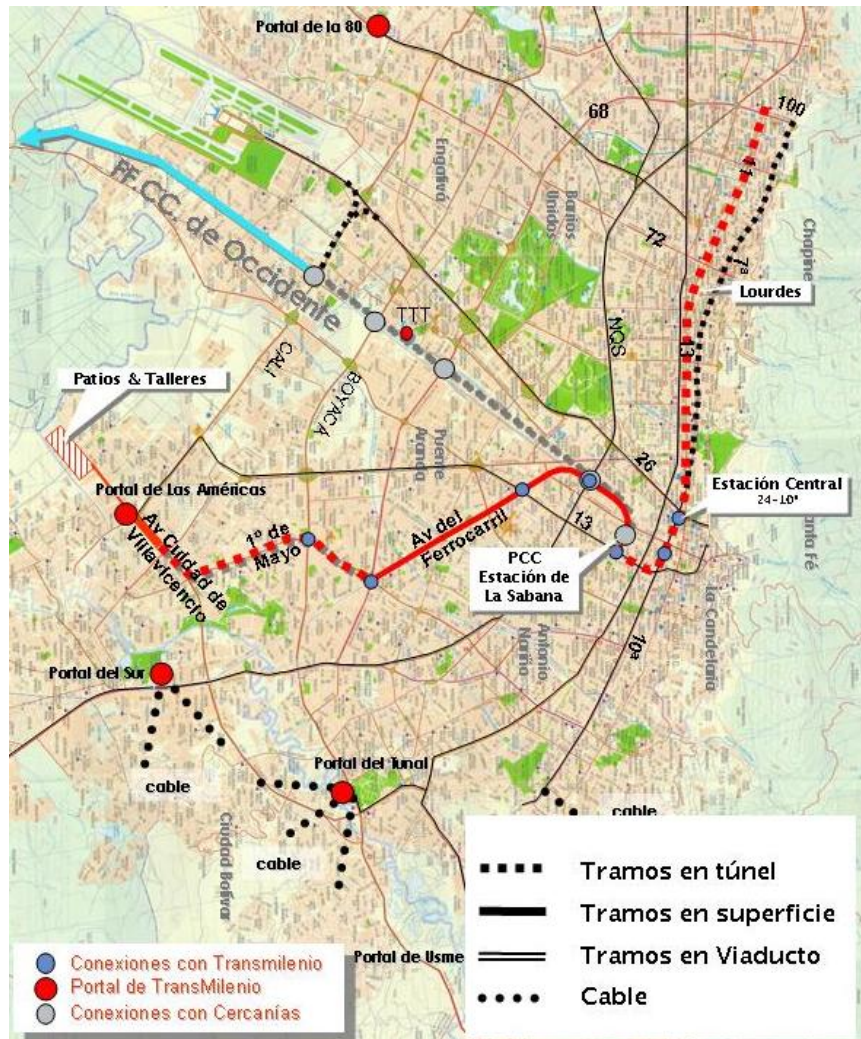 Portal de la 80
100
68
11
Engativá
Barrios
Unidos
72
7ª
Chapine
FF.CC. de Occidente
Lourdes
TTT
NQS
13
CALI
BOYACÁ
Patios & Talleres
Puente
Aranda
26
Portal de Las Américas
Estación Central
24-10ª
13
Av Cuidad de
Villavicencio
1º de
Mayo
Av del
Ferrocarril
anta Fé
PCC
Estación de
La Sabana
La Candelaria
10ª
Antonio
Nariño
Portal del Sur
Portal del Tunal
cable
cable
cable
Ciudad Bolívar
Portal de Usme
Tramos en túnel
Tramos en superficie
Tramos en Viaducto
Cable
Conexiones con Transmilenio
Portal de TransMilenio
Conexiones con Cercanías